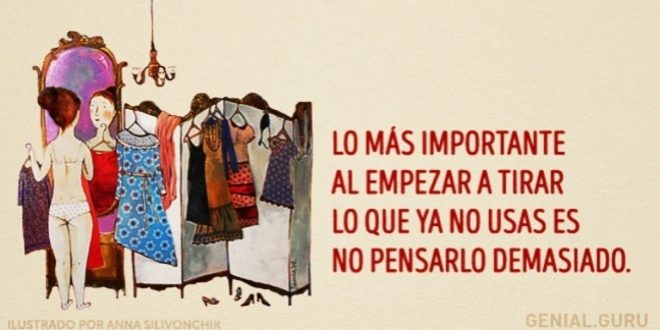 LO MÁS IMPORTANTE
AL EMPEZAR A TIRAR
LO QUE YA NO USAS ES
NO PENSARLO DEMASIADO.
ILUSTRADO POR ANNA SILIVONCHIK
GENIAL.GURU